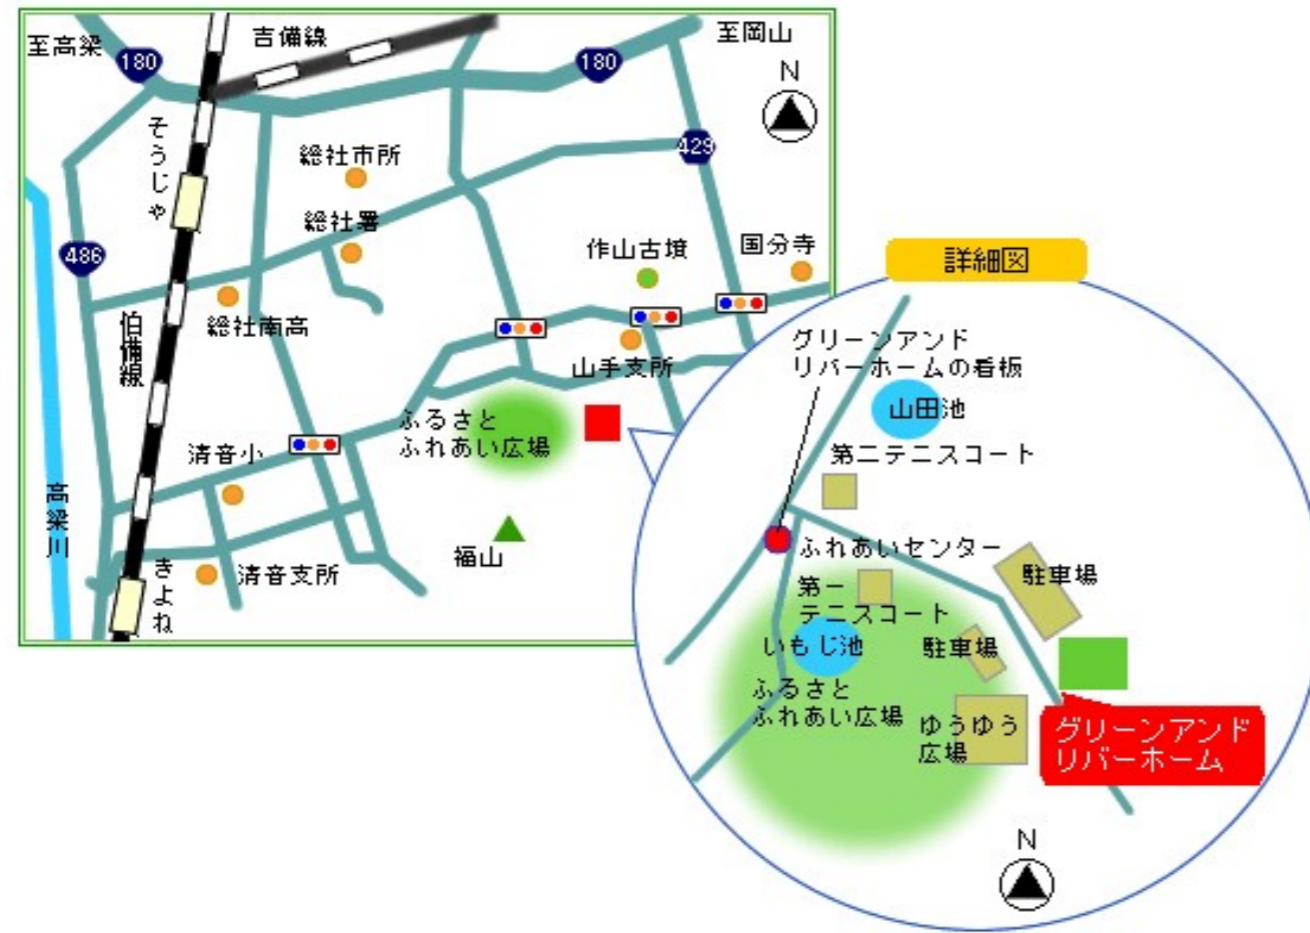 至高梁
180
吉備線
180
至岡山
N
そうじゃ
総社市所
429
総社署
486
作山古墳
国分寺
総社南高
伯備線
山手支所
ふるさと
ふれあい広場
清音小
高梁川
福山
清音支所
きよね
詳細図
グリーンアンド
リバーホームの看板
山田池
第二テニスコート
ふれあいセンター
駐車場
第一
テニスコート
いもじ池
駐車場
ふるさと
ふれあい広場
ゆうゆう
広場
グリーンアンド
リバーホーム
N